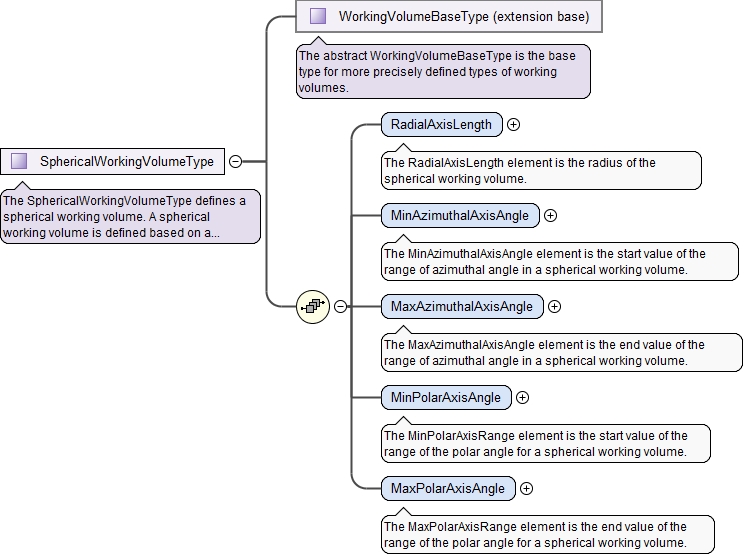 WorkingVolumeBaseType (extension base)
The abstract WorkingVolumeBaseType is the base
type for more precisely defined types of working
volumes.
SphericalWorkingVolumeType
The SphericalWorkingVolumeType defines a
spherical working volume. A spherical
working volume is defined based on a...
RadialAxisLength
The RadialAxisLength element is the radius of the
spherical working volume.
MinAzimuthalAxisAngle
The MinAzimuthalAxisAngle element is the start value of the
range of azimuthal angle in a spherical working volume.
MaxAzimuthalAxisAngle
The MaxAzimuthalAxisAngle element is the end value of the
range of azimuthal angle in a spherical working volume.
MinPolarAxisAngle
The MinPolarAxisRange element is the start value of the
range of the polar angle for a spherical working volume.
MaxPolarAxisAngle
The MaxPolarAxisRange element is the end value of the
range of the polar angle for a spherical working volume.